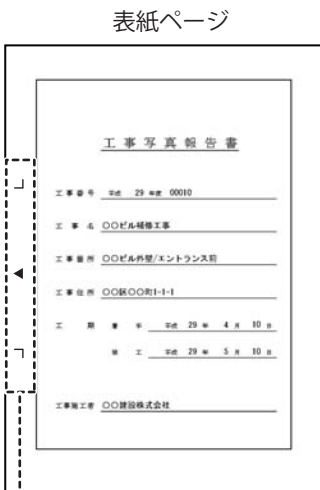 表紙ページ
工事写真報告書
工事番号 平成 29 年度 00010
工事名 〇〇ビル補修工事
工事箇所 〇〇ビル外壁/エントランス前
工事住所 〇〇区〇〇町1-1-1
工期 着手 平成 29 年 4 月 10 日
竣工 平成 29 年 5 月 10 日
工事施工者 〇〇建設株式会社